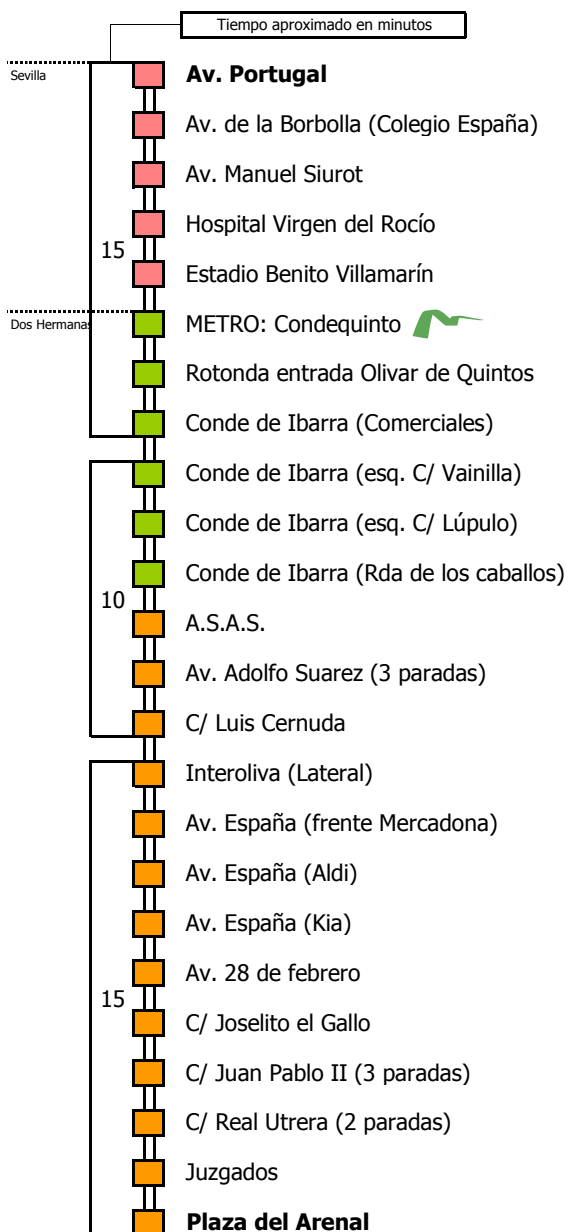 Tiempo aproximado en minutos
Sevilla
Av. Portugal
Av. de la Borbolla (Colegio España)
Av. Manuel Siurot
Hospital Virgen del Rocío
15
Estadio Benito Villamarín
Dos Hermanas
METRO: Condequinto
Rotonda entrada Olivar de Quintos
Conde de Ibarra (Comerciales)
Conde de Ibarra (esq. C/ Vainilla)
Conde de Ibarra (esq. C/ Lúpulo)
Conde de Ibarra (Rda de los caballos)
10
A.S.A.S.
Av. Adolfo Suarez (3 paradas)
C/ Luis Cernuda
Interoliva (Lateral)
Av. España (frente Mercadona)
Av. España (Aldi)
Av. España (Kia)
Av. 28 de febrero
15
C/ Joselito el Gallo
C/ Juan Pablo II (3 paradas)
C/ Real Utrera (2 paradas)
Juzgados
Plaza del Arenal